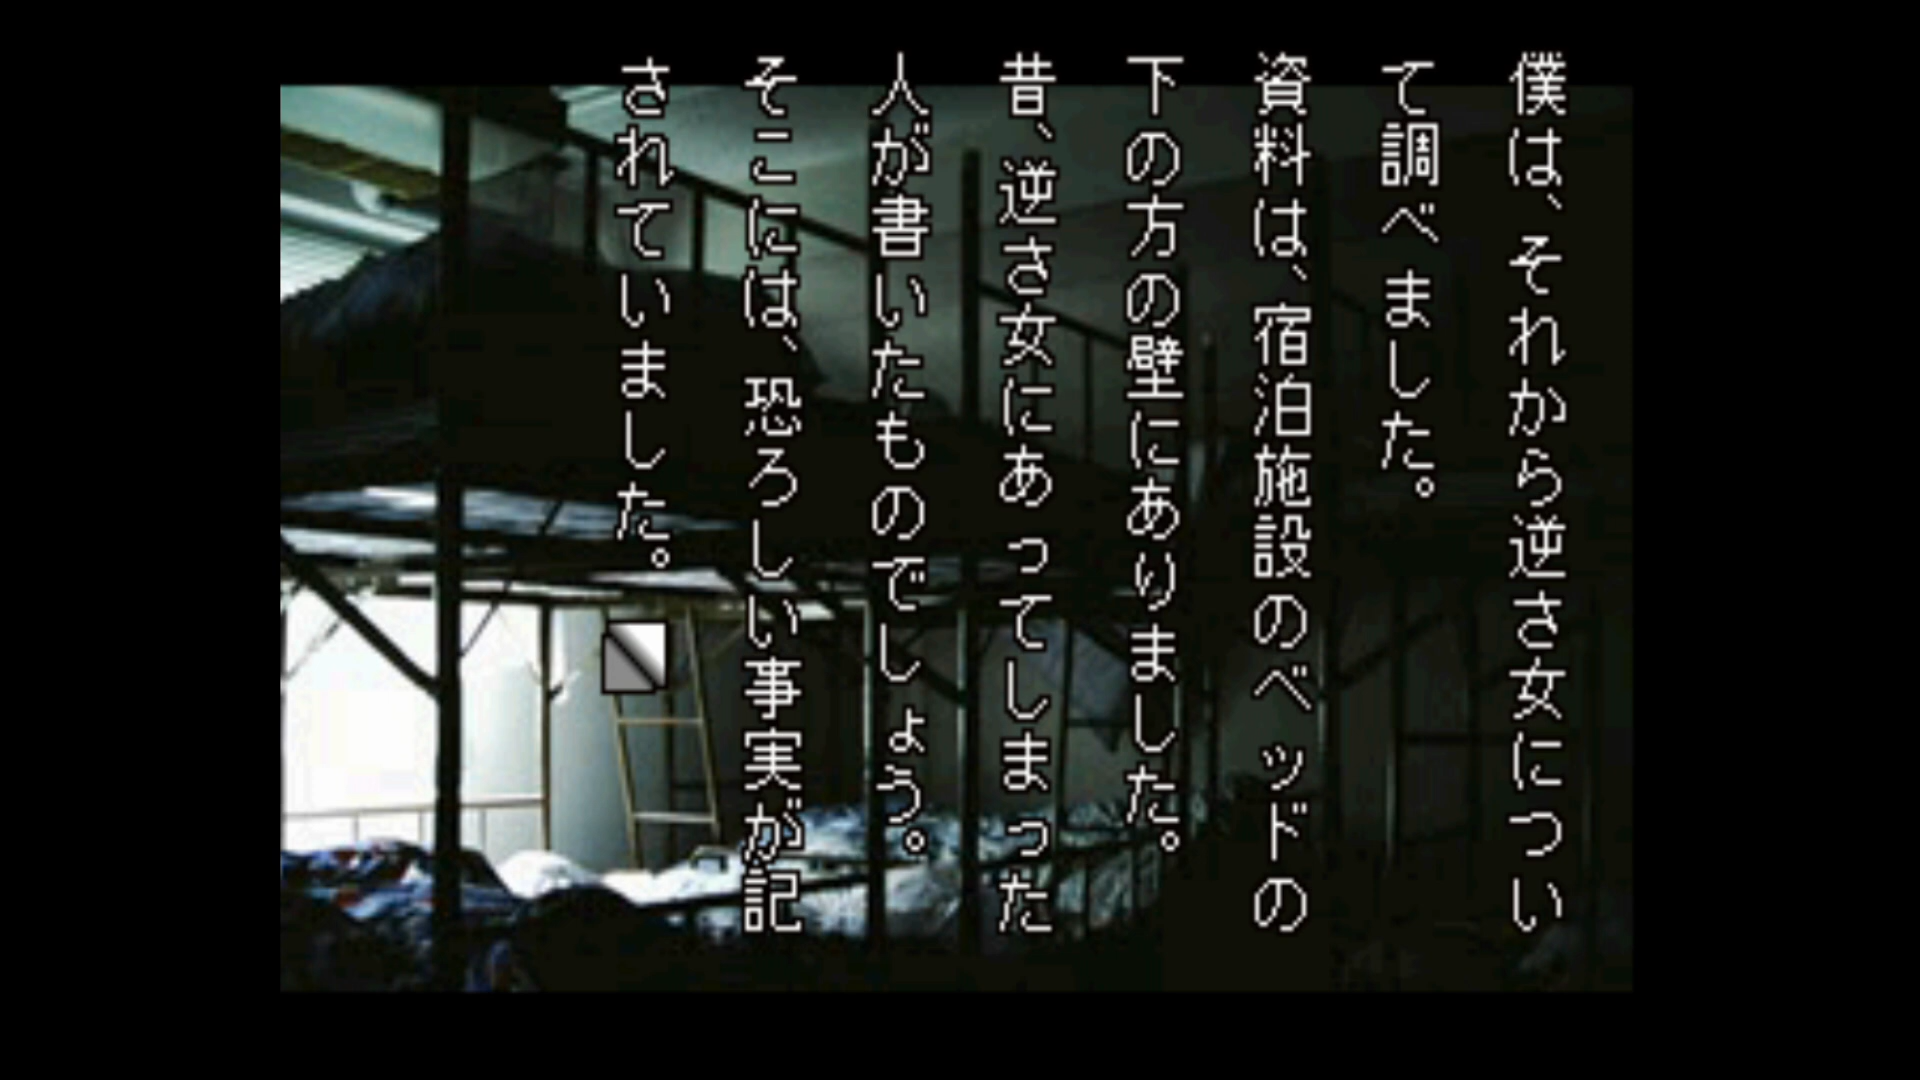 僕は、それから逆さ女につい
て調べました。
資料は、宿泊施設のベッドの
下の方の壁にありました。
昔、逆さ女にあってしまった
人が書いたものでしょう。
そこには、恐ろしい事実が記
されていました。